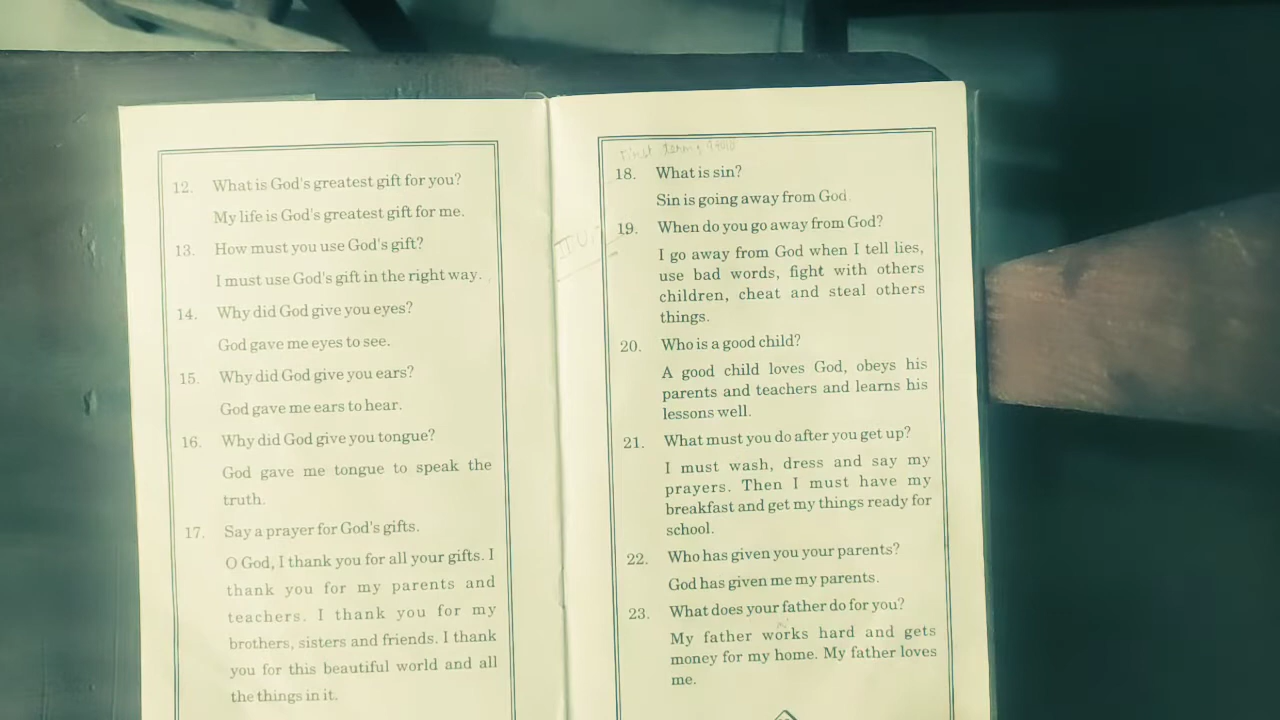 12. What is God's greatest gift for you?
My life is God's greatest gift for me.
13. How must you use God's gift?
I must use God's gift in the right way.
14. Why did God give you eyes?
God gave me eyes to see.
15. Why did God give you ears?
God gave me ears to hear.
16. Why did God give you tongue?
God gave me tongue to speak the
truth.
17. Say a prayer for God's gifts.
O God, I thank you for all your gifts. I
thank you for my parents and
teachers. I thank you for my
brothers, sisters and friends. I thank
you for this beautiful world and all
the things in it.
First
18. What is sin?
Sin is going away from God.
19. When do you go away from God?
I go away from God when I tell lies,
use bad words, fight with others
children, cheat and steal others
things.
20. Who is a good child?
A good child loves God, obeys his
parents and teachers and learns his
lessons well.
21. What must you do after you get up?
I must wash, dress and say my
prayers. Then I must have my
breakfast and get my things ready for
school.
22. Who has given you your parents?
God has given me my parents.
23. What does your father do for you?
My father works hard and gets
money for my home. My father loves
me.